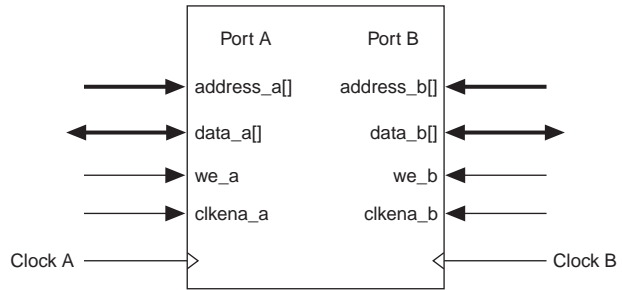 Port A Port B
address_a[] address_b[]
data_a[] data_b[]
we_a we_b
clkena_a clkena_b
Clock A Clock B